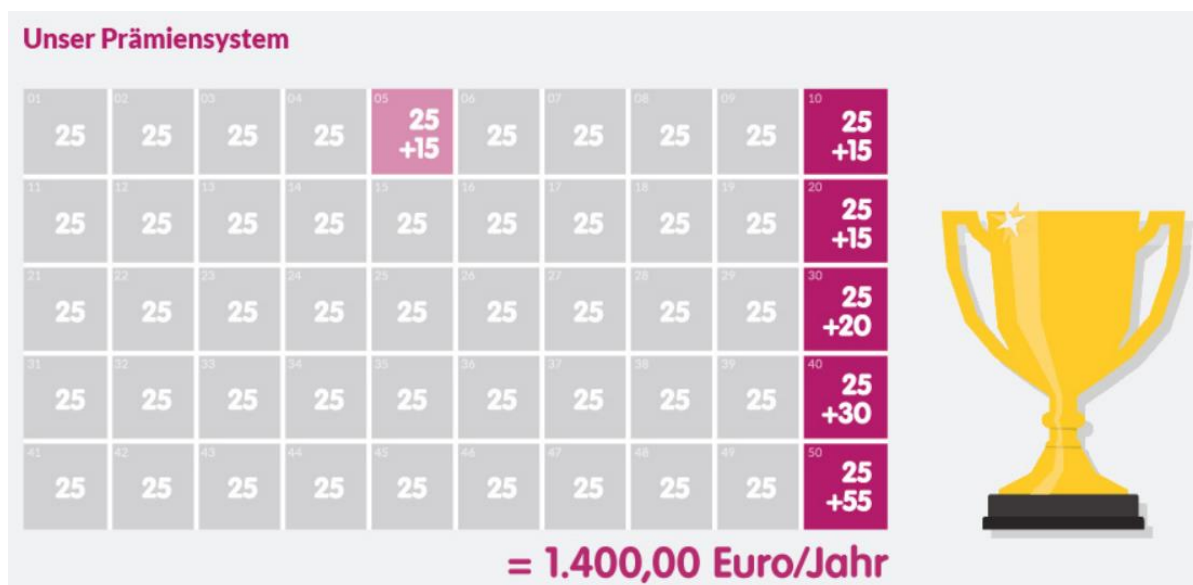 Unser Prämiensystem
01 02 03 04 05 06 07 08 09 10
25 25 25 25 25 +15 25 25 25 25 25 +15
11 12 13 14 15 16 17 18 19 20
25 25 25 25 25 25 25 25 25 25 +15
21 22 23 24 25 26 27 28 29 30
25 25 25 25 25 25 25 25 25 25 +20
31 32 33 34 35 36 37 38 39 40
25 25 25 25 25 25 25 25 25 25 +30
41 42 43 44 45 46 47 48 49 50
25 25 25 25 25 25 25 25 25 25 +55
= 1.400,00 Euro/Jahr